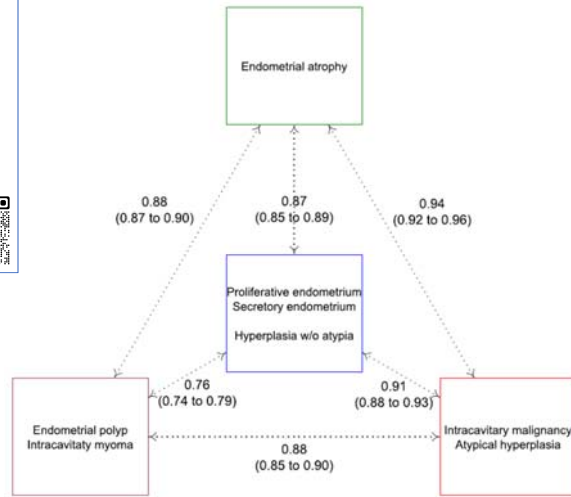 Endometrial atrophy
0.88
(0.87 to 0.90)
0.87
(0.85 to 0.89)
0.94
(0.92 to 0.96)
Proliferative endometrium
Secretory endometrium
Hyperplasia w/o atypia
0.76
(0.74 to 0.79)
0.91
(0.88 to 0.93)
Endometrial polyp
Intracavitaty myoma
Intracavitary malignancy
Atypical hyperplasia
0.88
(0.85 to 0.90)